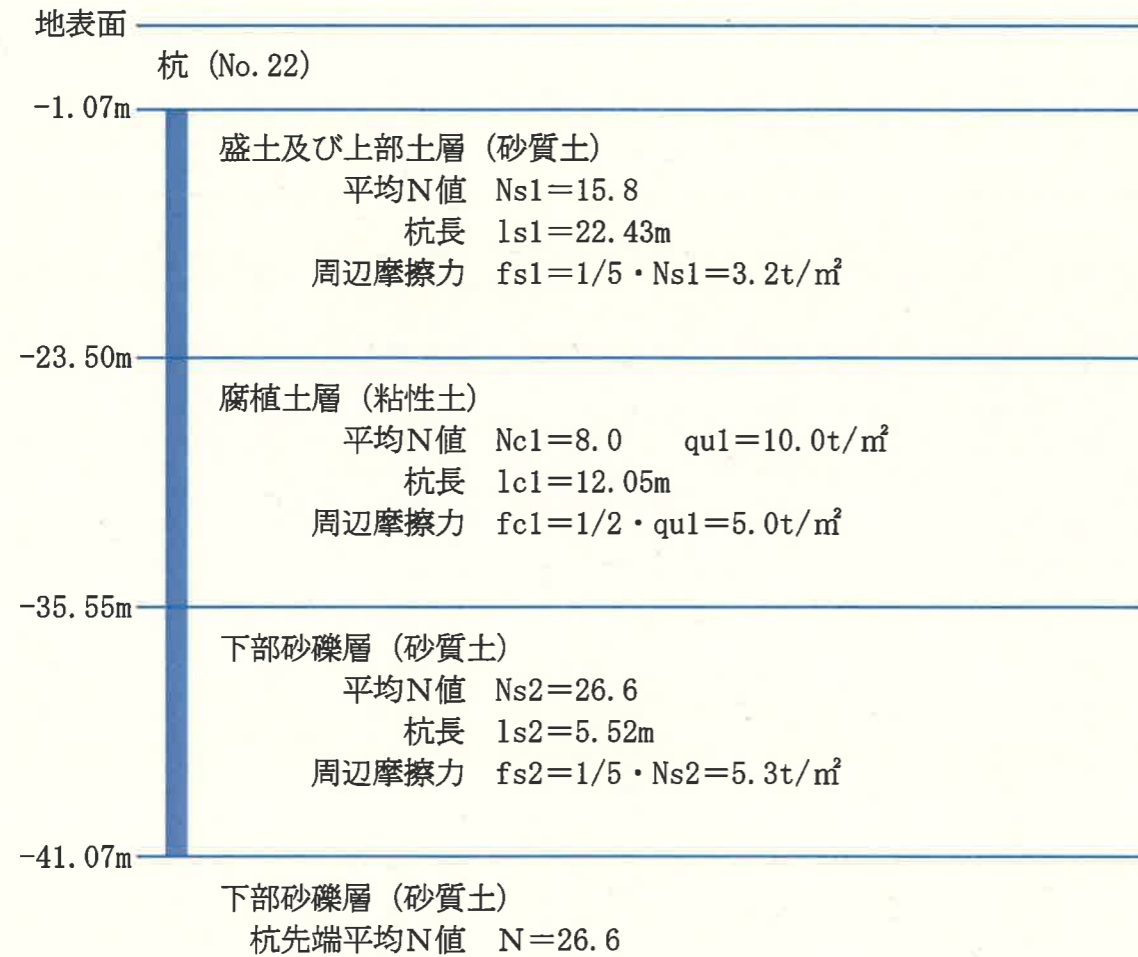 地表面
杭 (No.22)
-1.07m
盛土及び上部土層 (砂質土)
平均N値 Ns1=15.8
杭長 ls1=22.43m
周辺摩擦力 fs1=1/5・Ns1=3.2t/㎡
-23.50m
腐植土層 (粘性土)
平均N値 Nc1=8.0 qu1=10.0t/㎡
杭長 lc1=12.05m
周辺摩擦力 fc1=1/2・qu1=5.0t/㎡
-35.55m
下部砂礫層 (砂質土)
平均N値 Ns2=26.6
杭長 ls2=5.52m
周辺摩擦力 fs2=1/5・Ns2=5.3t/㎡
-41.07m
下部砂礫層 (砂質土)
杭先端平均N値 N=26.6